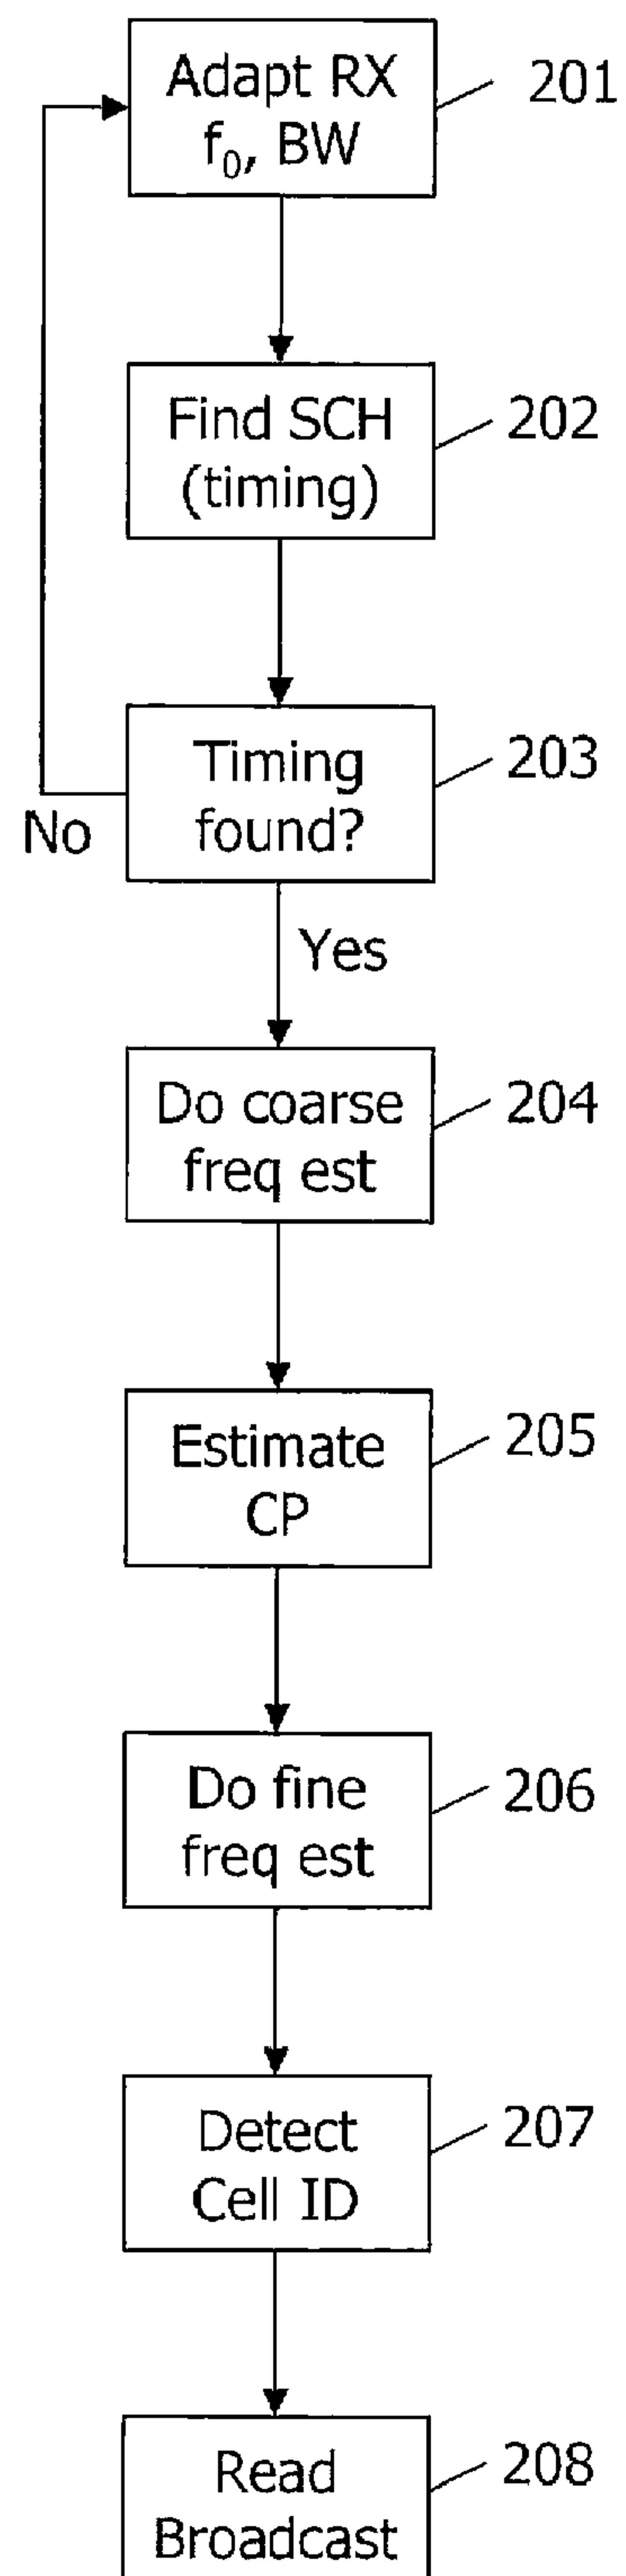 Adapt RX
f₀, BW
201
Find SCH
(timing)
202
Timing
found?
203
No
Yes
Do coarse
freq est
204
Estimate
CP
205
Do fine
freq est
206
Detect
Cell ID
207
Read
Broadcast
208